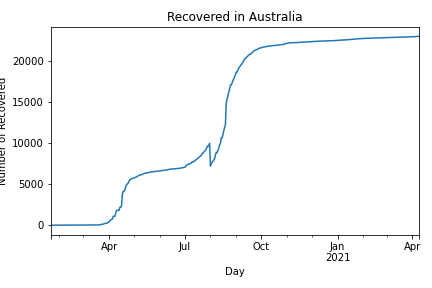 Recovered in Australia
Number of Recovered
20000
15000
10000
5000
0
Apr
Jul
Oct
Jan
2021
Apr
Day